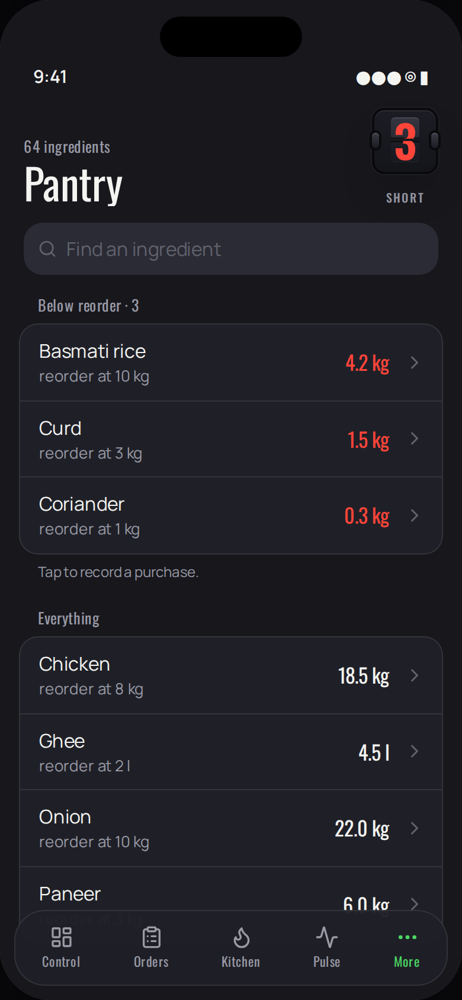 9:41
64 ingredients
Pantry
3
SHORT
Find an ingredient
Below reorder · 3
Basmati rice
reorder at 10 kg
4.2 kg
Curd
reorder at 3 kg
1.5 kg
Coriander
reorder at 1 kg
0.3 kg
Tap to record a purchase.
Everything
Chicken
reorder at 8 kg
18.5 kg
Ghee
reorder at 2 l
4.5 l
Onion
reorder at 10 kg
22.0 kg
Paneer
reorder at 3 kg
6.0 kg
Control
Orders
Kitchen
Pulse
More